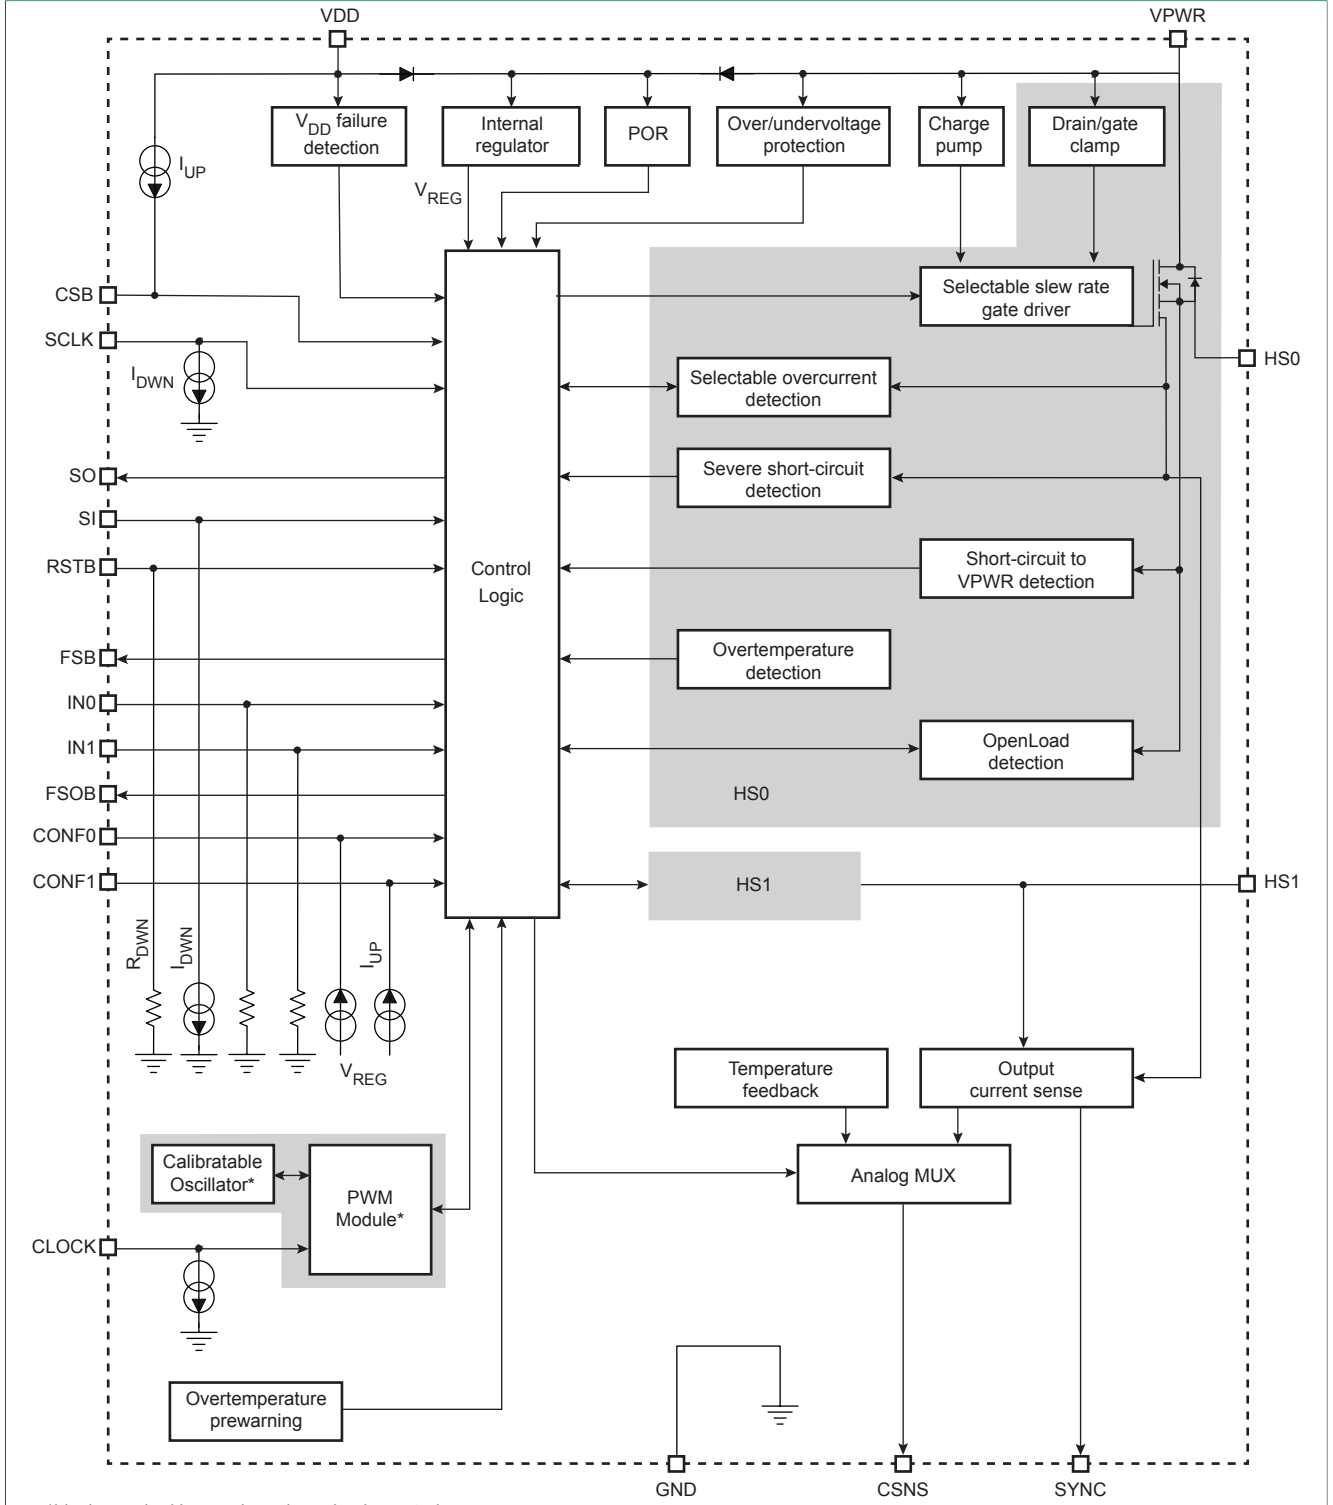 VDD
VPWR
VDD failure
detection
Internal
regulator
POR
Over/undervoltage
protection
Charge
pump
Drain/gate
clamp
IUP
VREG
CSB
SCLK
IDWN
SO
SI
RSTB
FSB
IN0
IN1
FSOB
CONF0
CONF1
Control
Logic
Selectable slew rate
gate driver
Selectable overcurrent
detection
Severe short-circuit
detection
Short-circuit to
VPWR detection
Overtemperature
detection
OpenLoad
detection
HS0
HS0
HS1
HS1
RDWN
IDWN
IUP
VREG
Temperature
feedback
Output
current sense
Analog MUX
Calibratable
Oscillator*
PWM
Module*
CLOCK
Overtemperature
prewarning
GND
CSNS
SYNC